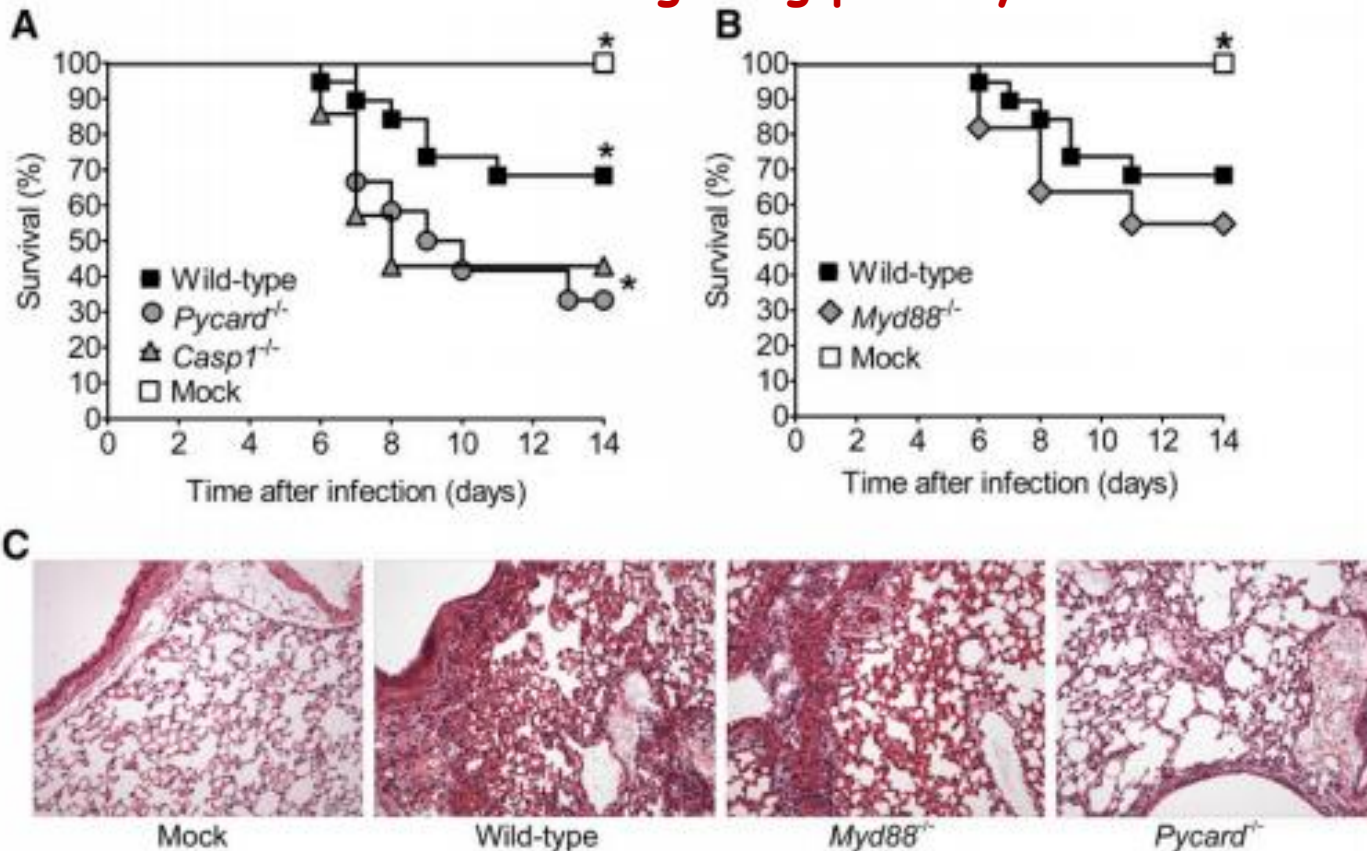 A
B
Survival (%)
100
90
80
70
60
50
40
30
20
10
0
*
*
*
Wild-type
Pycard-/-
Casp1-/-
Mock
0 2 4 6 8 10 12 14
Time after infection (days)
Survival (%)
100
90
80
70
60
50
40
30
20
10
0
*
Wild-type
Myd88-/-
Mock
0 2 4 6 8 10 12 14
Time after infection (days)
C
Mock Wild-type Myd88-/- Pycard-/-